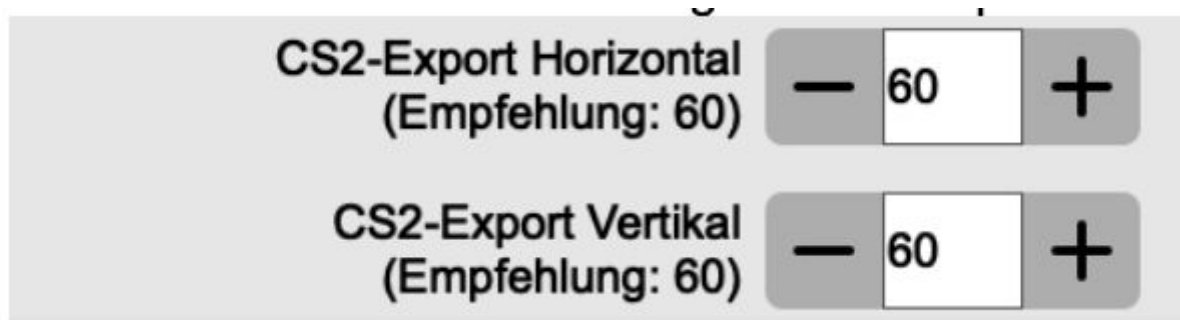 CS2-Export Horizontal
(Empfehlung: 60)
60
CS2-Export Vertikal
(Empfehlung: 60)
60